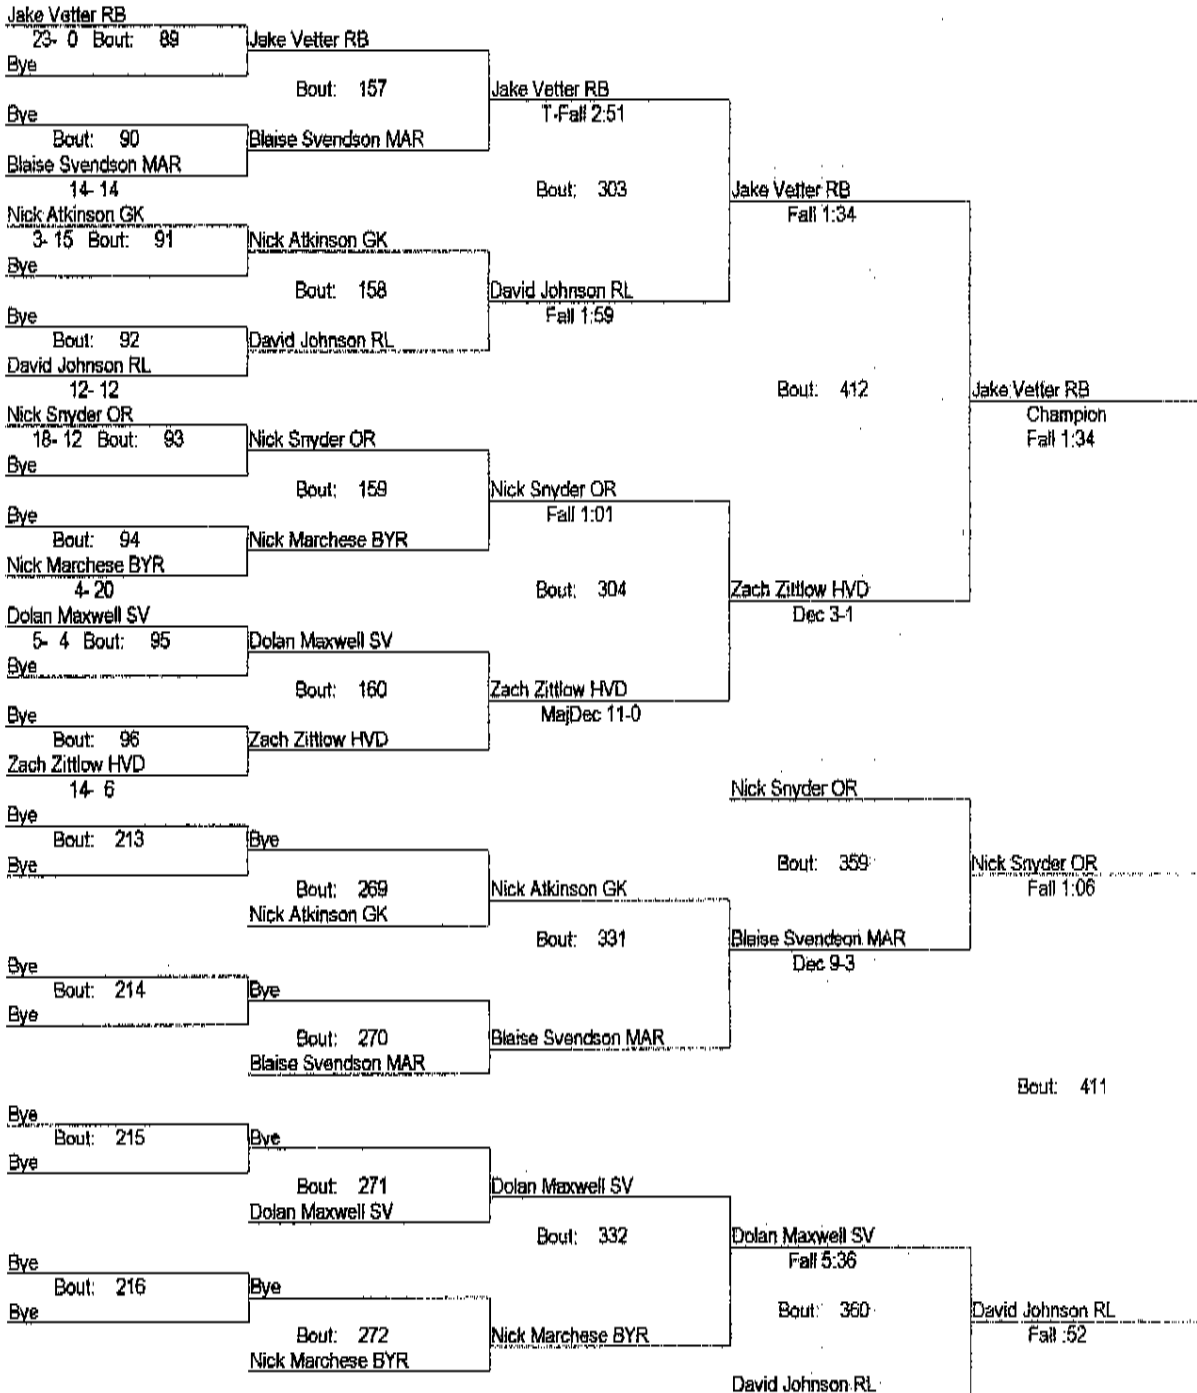 Jake Vetter RB
23- 0 Bout: 89
Jake Vetter RB
Bye
Bout: 157
Jake Vetter RB
T-Fall 2:51
Bye
Bout: 90
Blaise Svendson MAR
Blaise Svendson MAR
14- 14
Bout: 303
Jake Vetter RB
Fall 1:34
Nick Atkinson GK
3- 15 Bout: 91
Nick Atkinson GK
Bye
Bout: 158
David Johnson RL
Fall 1:59
Bye
Bout: 92
David Johnson RL
David Johnson RL
12- 12
Bout: 412
Jake Vetter RB
Champion
Fall 1:34
Nick Snyder OR
18- 12 Bout: 93
Nick Snyder OR
Bye
Bout: 159
Nick Snyder OR
Fall 1:01
Bye
Bout: 94
Nick Marchese BYR
Nick Marchese BYR
4- 20
Bout: 304
Zach Zittlow HVD
Dec 3-1
Dolan Maxwell SV
5- 4 Bout: 95
Dolan Maxwell SV
Bye
Bout: 160
Zach Zittlow HVD
MajDec 11-0
Bye
Bout: 96
Zach Zittlow HVD
Zach Zittlow HVD
14- 6
Nick Snyder OR
Bye
Bout: 213
Bye
Bye
Bout: 359
Nick Snyder OR
Fall 1:06
Bout: 269
Nick Atkinson GK
Nick Atkinson GK
Bout: 331
Blaise Svendson MAR
Dec 9-3
Bye
Bout: 214
Bye
Bye
Bout: 270
Blaise Svendson MAR
Blaise Svendson MAR
Bout: 411
Bye
Bout: 215
Bye
Bye
Bout: 271
Dolan Maxwell SV
Dolan Maxwell SV
Bout: 332
Dolan Maxwell SV
Fall 5:36
Bye
Bout: 216
Bye
Bye
Bout: 360
David Johnson RL
Fall :52
Bout: 272
Nick Marchese BYR
Nick Marchese BYR
David Johnson RL